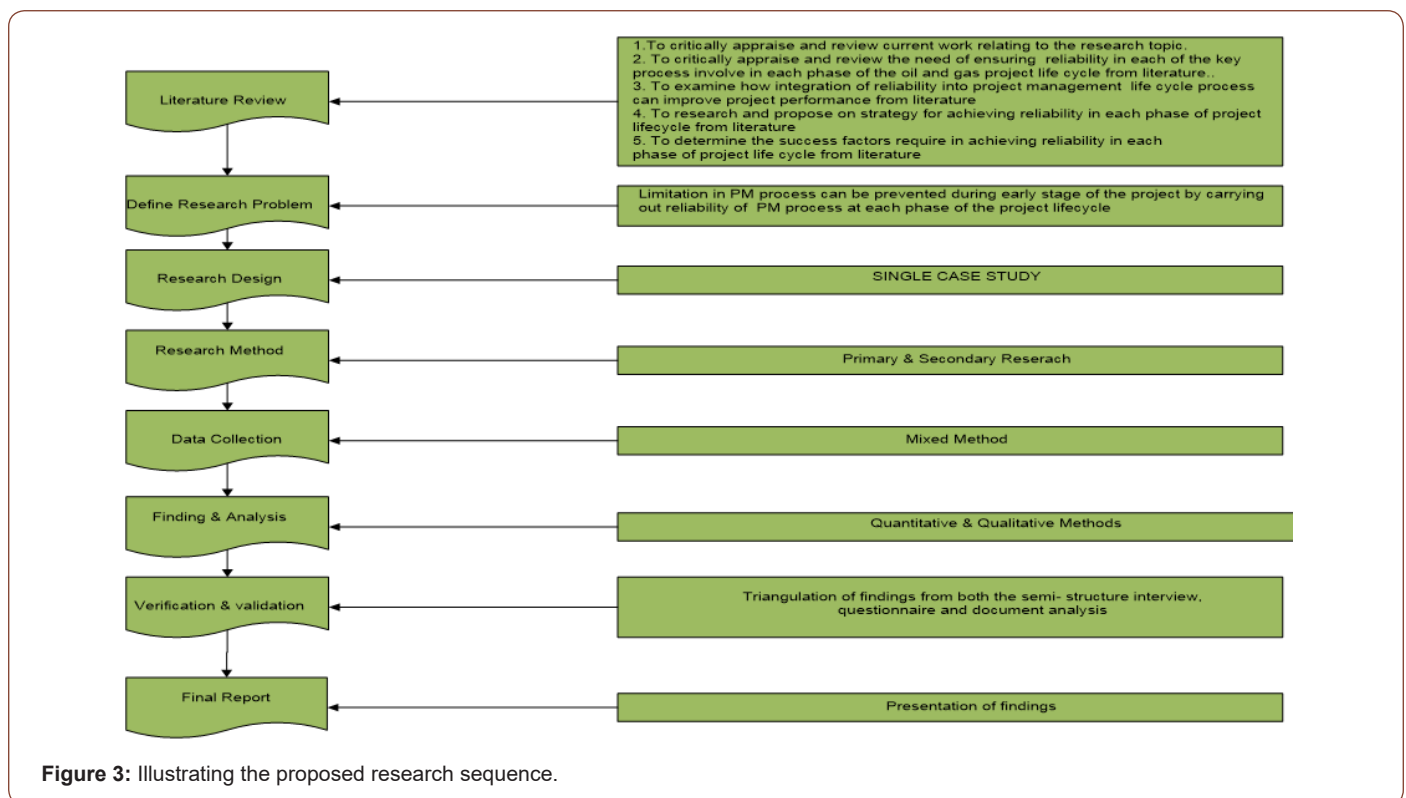 Literature Review
1.To critically appraise and review current work relating to the research topic.
2. To critically appraise and review the need of ensuring reliability in each of the key
process involve in each phase of the oil and gas project life cycle from literature..
3. To examine how integration of reliability into project management life cycle process
can improve project performance from literature
4. To research and propose on strategy for achieving reliability in each phase of project
lifecycle from literature
5. To determine the success factors require in achieving reliability in each
phase of project life cycle from literature
Define Research Problem
Limitation in PM process can be prevented during early stage of the project by carrying
out reliability of PM process at each phase of the project lifecycle
Research Design
SINGLE CASE STUDY
Research Method
Primary & Secondary Reserach
Data Collection
Mixed Method
Finding & Analysis
Quantitative & Qualitative Methods
Verification & validation
Triangulation of findings from both the semi- structure interview,
questionnaire and document analysis
Final Report
Presentation of findings
Figure 3: Illustrating the proposed research sequence.